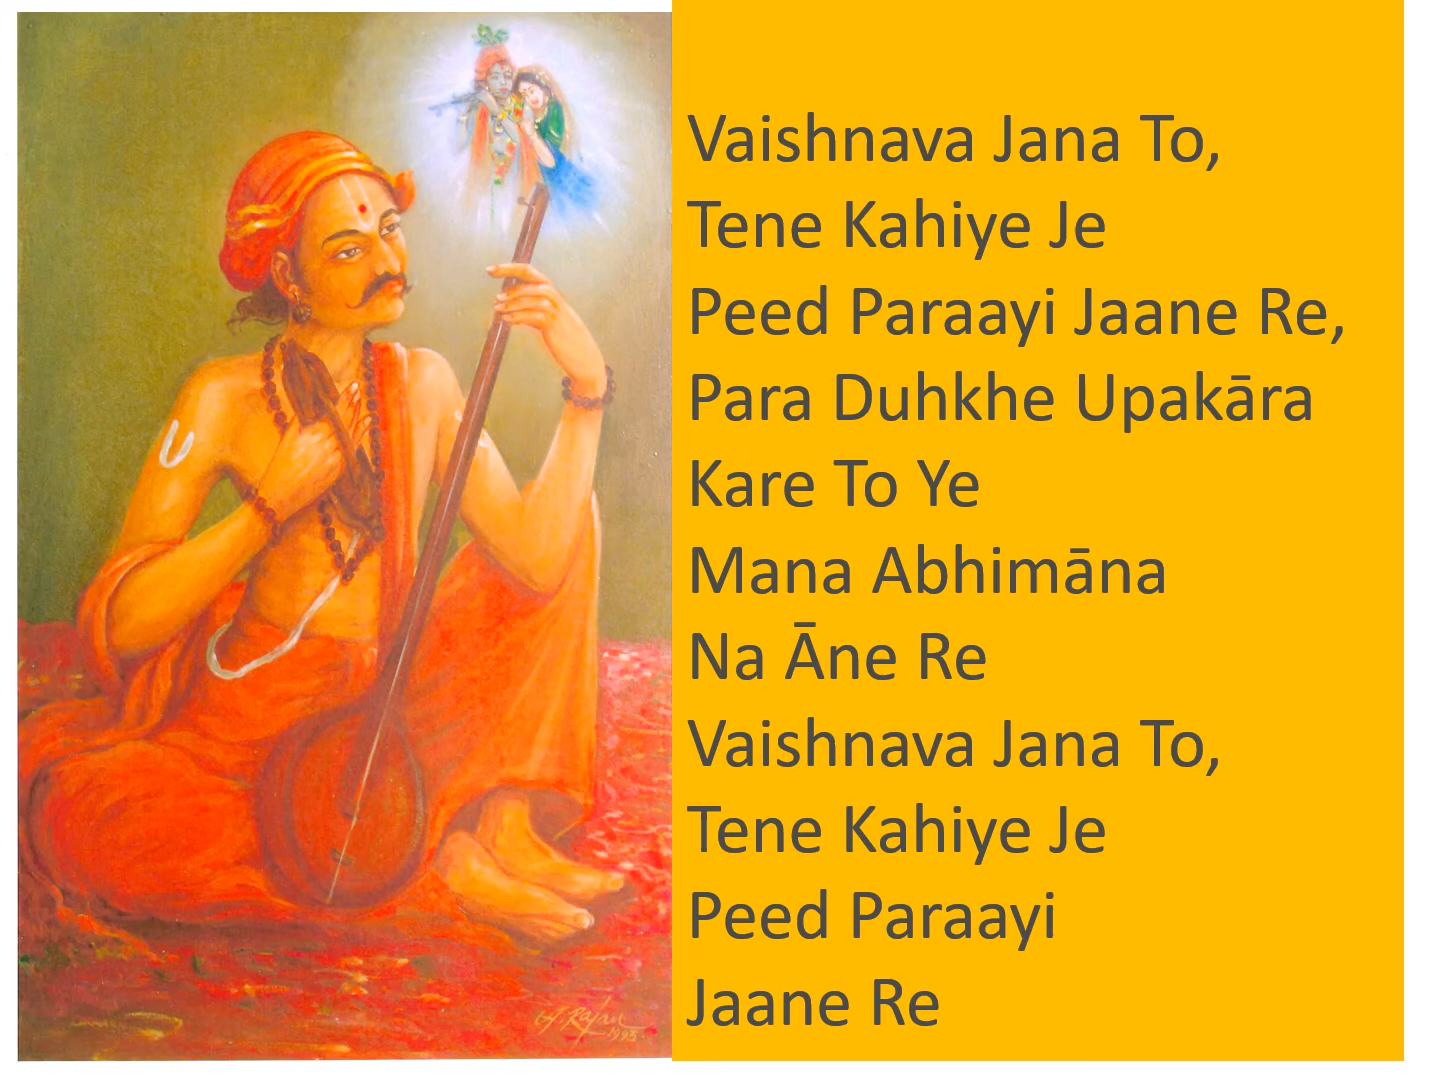 Vaishnava Jana To,
Tene Kahiye Je
Peed Paraayi Jaane Re,
Para Duhkhe Upakāra
Kare To Ye
Mana Abhimāna
Na Āne Re
Vaishnava Jana To,
Tene Kahiye Je
Peed Paraayi
Jaane Re
1993